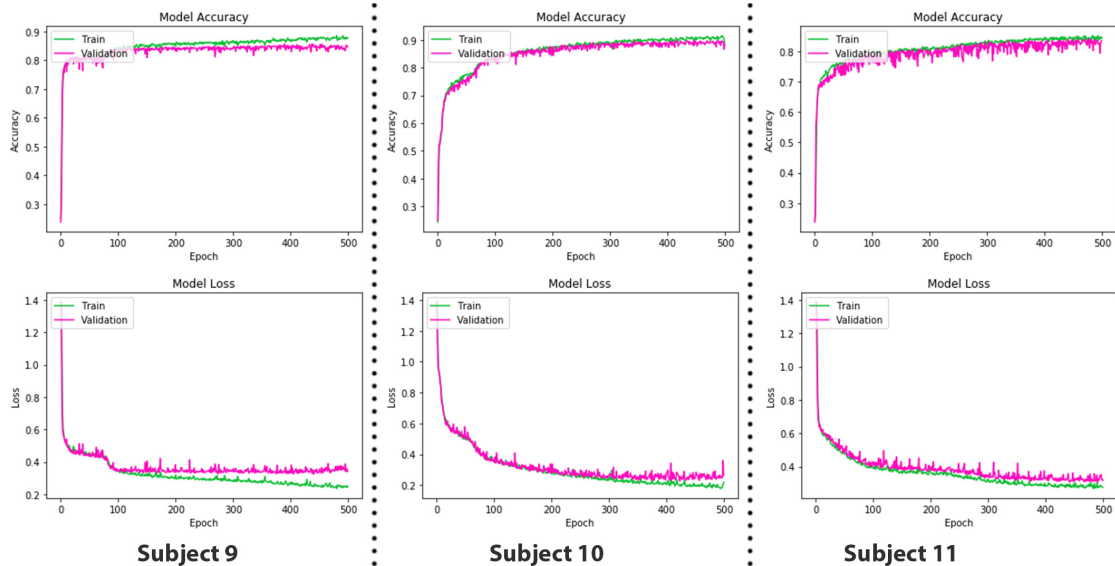 Model Accuracy
Train
Validation
Accuracy
0.9
0.8
0.7
0.6
0.5
0.4
0.3
0 100 200 300 400 500
Epoch
Model Loss
Train
Validation
Loss
1.4
1.2
1.0
0.8
0.6
0.4
0.2
0 100 200 300 400 500
Epoch
Subject 9
Model Accuracy
Train
Validation
Accuracy
0.9
0.8
0.7
0.6
0.5
0.4
0.3
0 100 200 300 400 500
Epoch
Model Loss
Train
Validation
Loss
1.4
1.2
1.0
0.8
0.6
0.4
0.2
0 100 200 300 400 500
Epoch
Subject 10
Model Accuracy
Train
Validation
Accuracy
0.8
0.7
0.6
0.5
0.4
0.3
0 100 200 300 400 500
Epoch
Model Loss
Train
Validation
Loss
1.4
1.2
1.0
0.8
0.6
0.4
0 100 200 300 400 500
Epoch
Subject 11